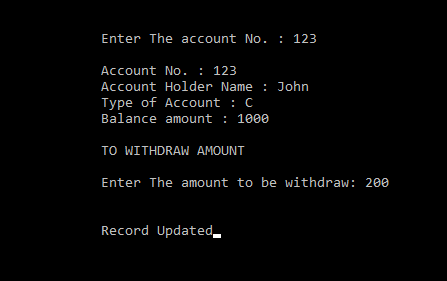 Enter The account No. : 123
Account No. : 123
Account Holder Name : John
Type of Account : C
Balance amount : 1000
TO WITHDRAW AMOUNT
Enter The amount to be withdraw: 200
Record Updated